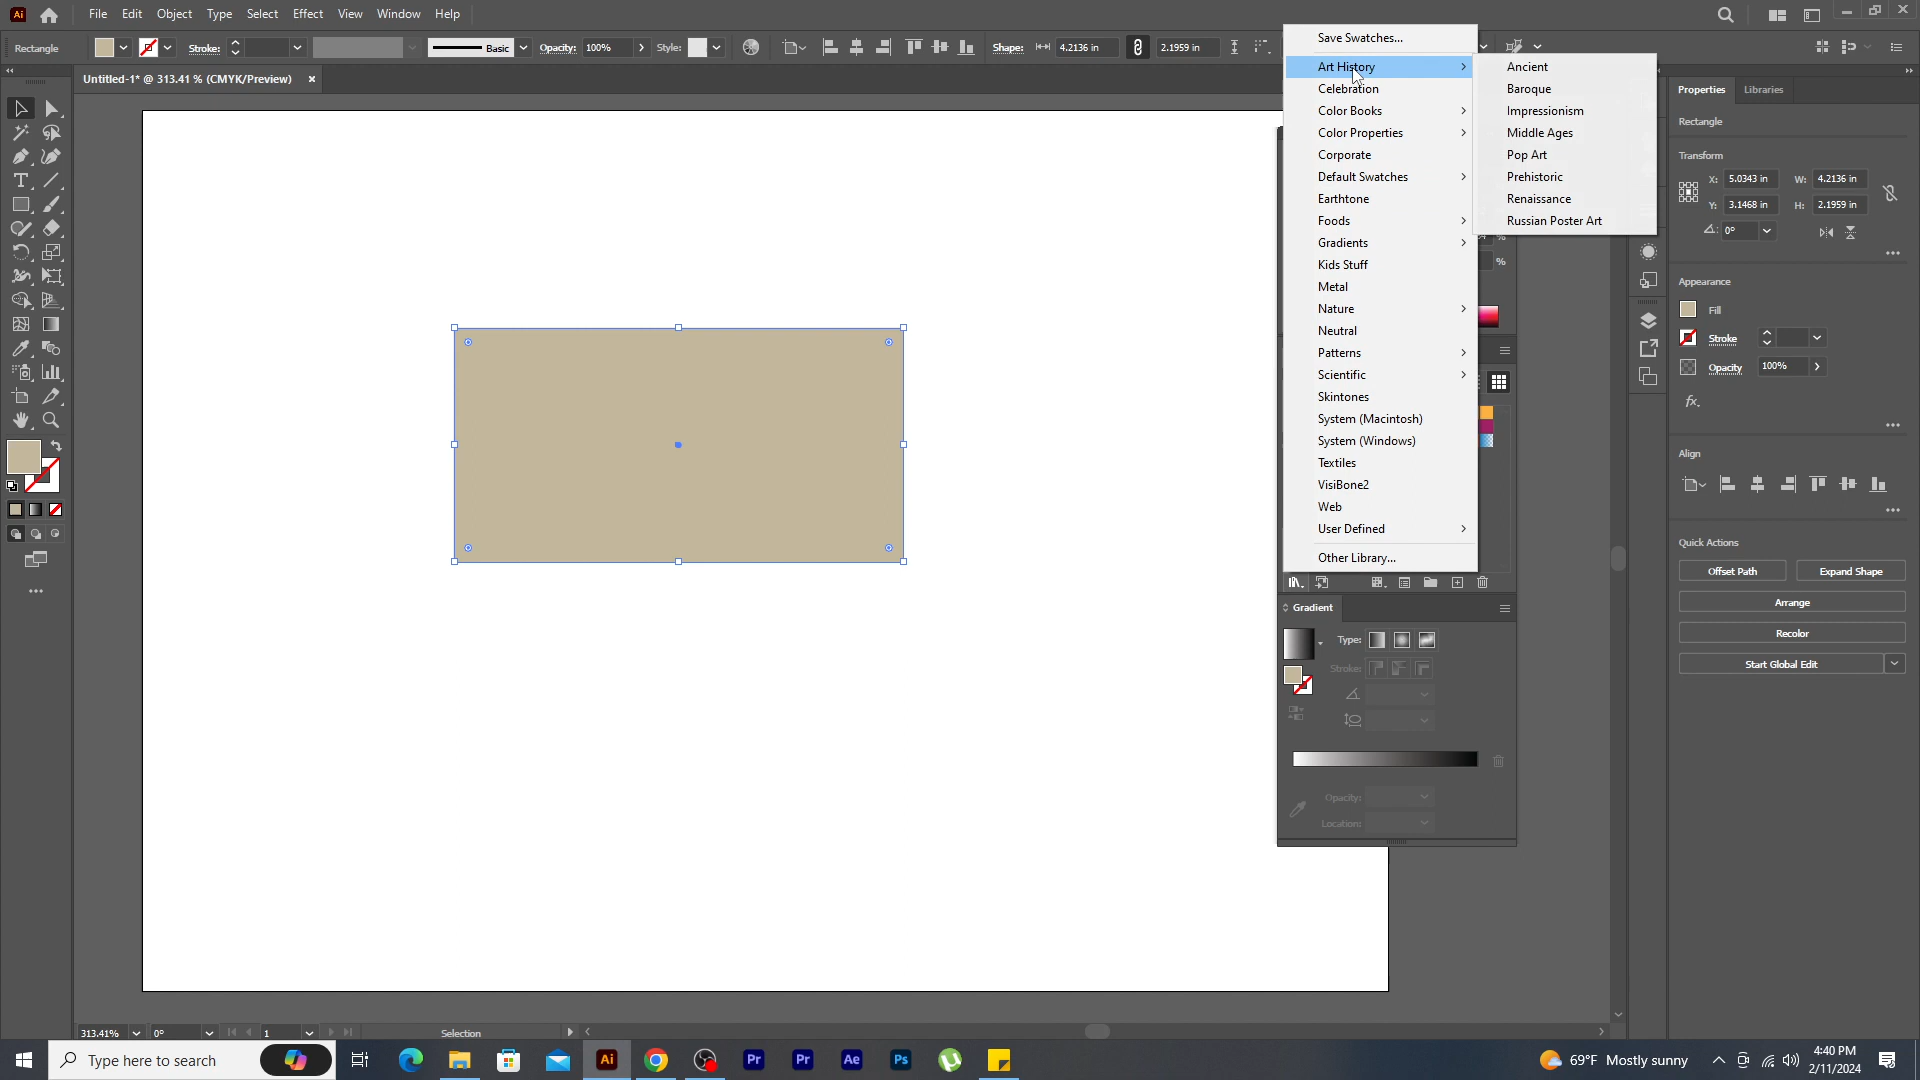 Ai File Edit Object Type Select Effect View Window Help
Rectangle Stroke: Basic Opacity: 100% Style: Shape: 4.2136 in 2.1959 in
Untitled-1* @ 313.41 % (CMYK/Preview) ×
Save Swatches...
Art History
Celebration
Color Books
Color Properties
Corporate
Default Swatches
Earthtone
Foods
Gradients
Kids Stuff
Metal
Nature
Neutral
Patterns
Scientific
Skintones
System (Macintosh)
System (Windows)
Textiles
VisiBone2
Web
User Defined
Other Library...
Ancient
Baroque
Impressionism
Middle Ages
Pop Art
Prehistoric
Renaissance
Russian Poster Art
%
%
Gradient
Type:
Stroke:
Opacity:
Location:
Properties Libraries
Rectangle
Transform
X: 5.0343 in W: 4.2136 in
Y: 3.1468 in H: 2.1959 in
0°
Appearance
Fill
Stroke
Opacity 100%
fx.
Align
Quick Actions
Offset Path Expand Shape
Arrange
Recolor
Start Global Edit
313.41% 0° 1 Selection
Type here to search
Ai Pr Pr Ae Ps
69°F Mostly sunny
4:40 PM
2/11/2024